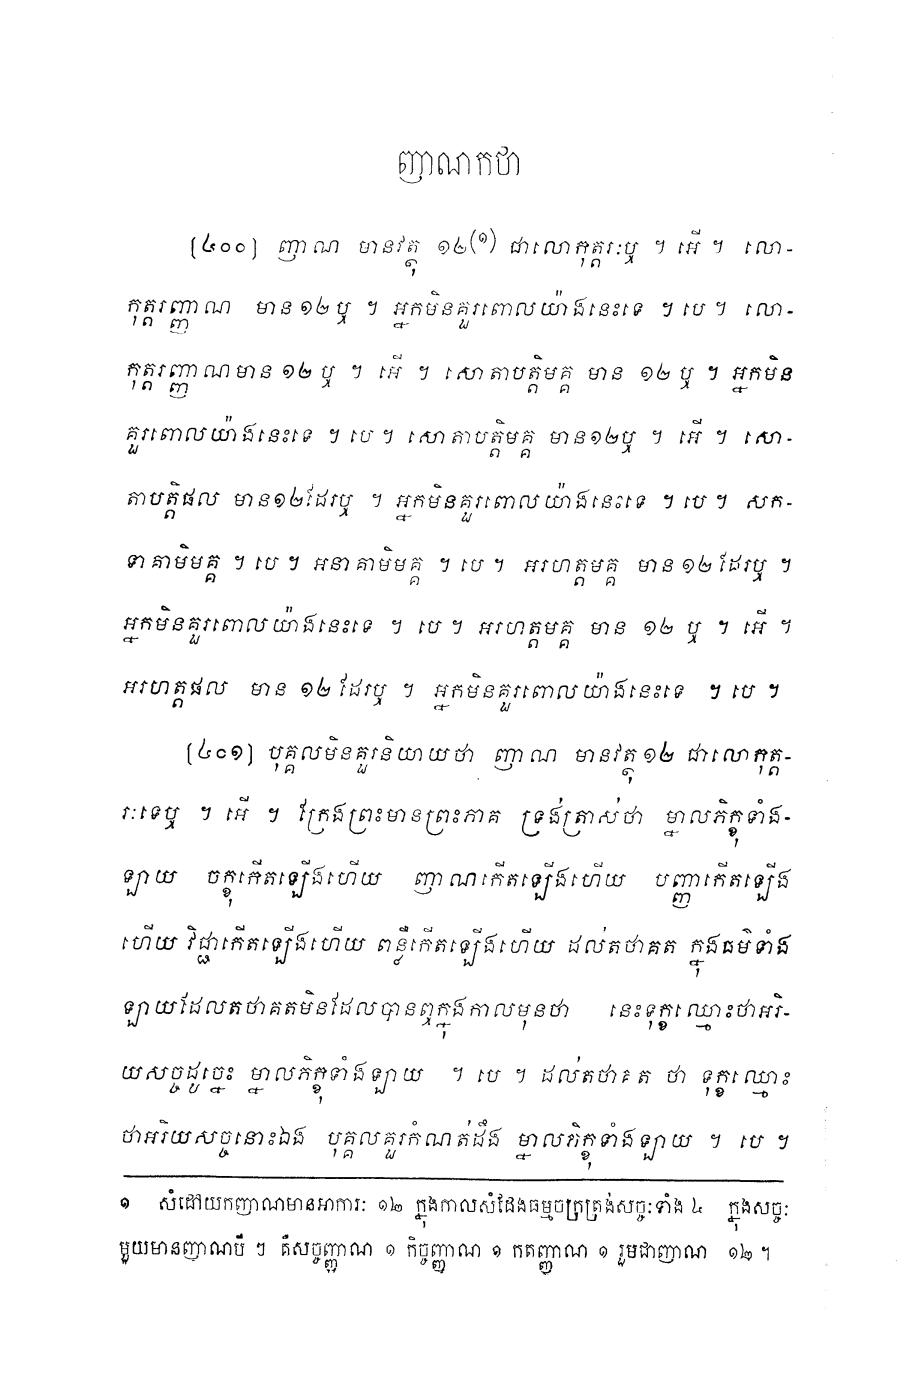 ញាណកថា
[៤០០] ញាណ មានវត្ថុ ១២(១) ជាលោកុត្តរៈឬ ។ អើ ។ លោ-
កុត្តរញ្ញាណ មាន១២ឬ ។ អ្នកមិនគួរពោលយ៉ាងនេះទេ ។ បេ ។ លោ-
កុត្តរញ្ញាណមាន ១២ ឬ ។ អើ ។ សោតាបត្តិមគ្គ មាន ១២ ឬ ។ អ្នកមិន
គួរពោលយ៉ាងនេះទេ ។ បេ ។ សោតាបត្តិមគ្គ មាន១២ឬ ។ អើ ។ សោ-
តាបត្តិផល មាន១២ដែរឬ ។ អ្នកមិនគួរពោលយ៉ាងនេះទេ ។ បេ ។ សក-
ទាគាមិមគ្គ ។ បេ ។ អនាគាមិមគ្គ ។ បេ ។ អរហត្តមគ្គ មាន១២ដែរឬ ។
អ្នកមិនគួរពោលយ៉ាងនេះទេ ។ បេ ។ អរហត្តមគ្គ មាន ១២ ឬ ។ អើ ។
អរហត្តផល មាន ១២ ដែរឬ ។ អ្នកមិនគួរពោលយ៉ាងនេះទេ ។ បេ ។
[៤០១] បុគ្គលមិនគួរនិយាយថា ញាណ មានវត្ថុ ១២ ជាលោកុត្ត-
រៈទេឬ ។ អើ ។ ក្រែងព្រះមានព្រះភាគ ទ្រង់ត្រាស់ថា ម្នាលភិក្ខុទាំង-
ឡាយ ចក្ខុកើតឡើងហើយ ញាណកើតឡើងហើយ បញ្ញាកើតឡើង
ហើយ វិជ្ជាកើតឡើងហើយ ពន្លឺកើតឡើងហើយ ដល់តថាគត ក្នុងធម៌ទាំង
ឡាយដែលតថាគតមិនដែលបានឮក្នុងកាលមុនថា នេះទុក្ខឈ្មោះថាអរិ-
យសច្ចដូច្នេះ ម្នាលភិក្ខុទាំងឡាយ ។ បេ ។ ដល់តថាគត ថា ទុក្ខឈ្មោះ
ថាអរិយសច្ចនោះឯង បុគ្គលគួរកំណត់ដឹង ម្នាលភិក្ខុទាំងឡាយ ។ បេ ។
១ សំដៅយកញាណមានអាការៈ ១២ ក្នុងកាលសំដែងធម្មចក្រត្រង់សច្ចៈទាំង ៤ ក្នុងសច្ចៈ
មួយមានញាណបី ៗ គឺសច្ចញ្ញាណ ១ កិច្ចញ្ញាណ ១ កតញ្ញាណ ១ រួមជាញាណ ១២ ។